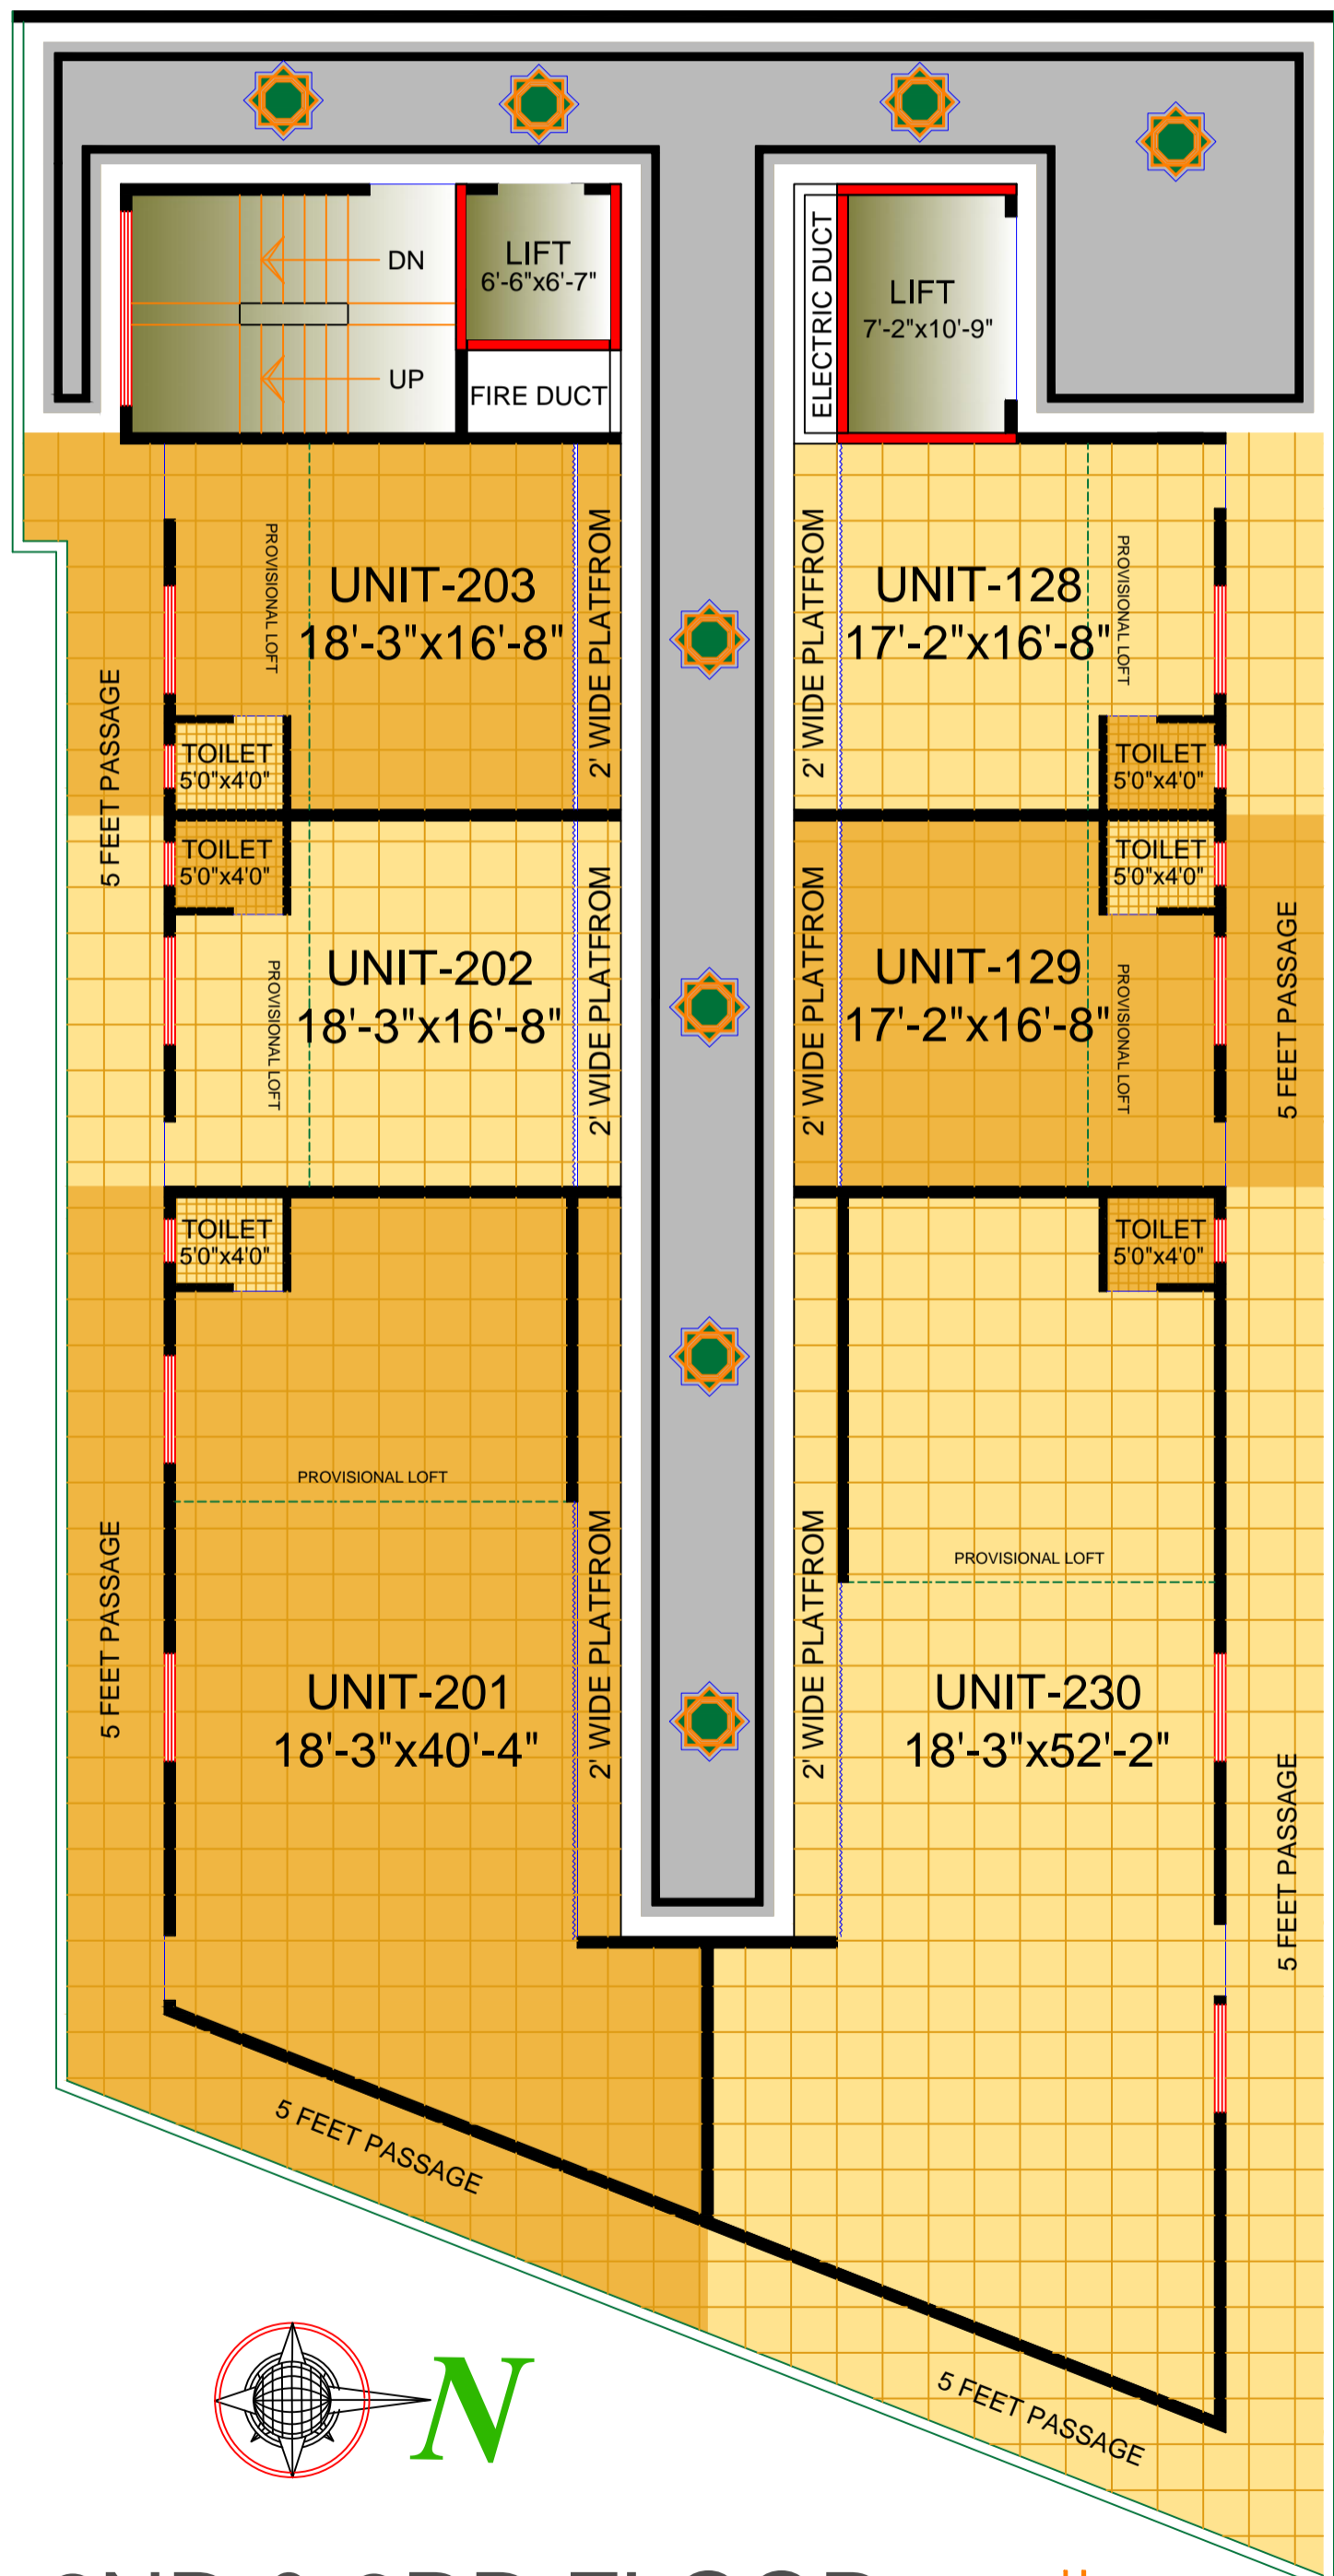 DN
UP
LIFT
6'-6"x6'-7"
FIRE DUCT
ELECTRIC DUCT
LIFT
7'-2"x10'-9"
UNIT-203
18'-3"x16'-8"
PROVISIONAL LOFT
2' WIDE PLATFROM
TOILET
5'0"x4'0"
5 FEET PASSAGE
2' WIDE PLATFROM
UNIT-128
17'-2"x16'-8"
PROVISIONAL LOFT
TOILET
5'0"x4'0"
TOILET
5'0"x4'0"
UNIT-202
18'-3"x16'-8"
PROVISIONAL LOFT
2' WIDE PLATFROM
2' WIDE PLATFROM
UNIT-129
17'-2"x16'-8"
PROVISIONAL LOFT
TOILET
5'0"x4'0"
5 FEET PASSAGE
TOILET
5'0"x4'0"
PROVISIONAL LOFT
5 FEET PASSAGE
UNIT-201
18'-3"x40'-4"
2' WIDE PLATFROM
TOILET
5'0"x4'0"
PROVISIONAL LOFT
2' WIDE PLATFROM
UNIT-230
18'-3"x52'-2"
5 FEET PASSAGE
5 FEET PASSAGE
5 FEET PASSAGE
N